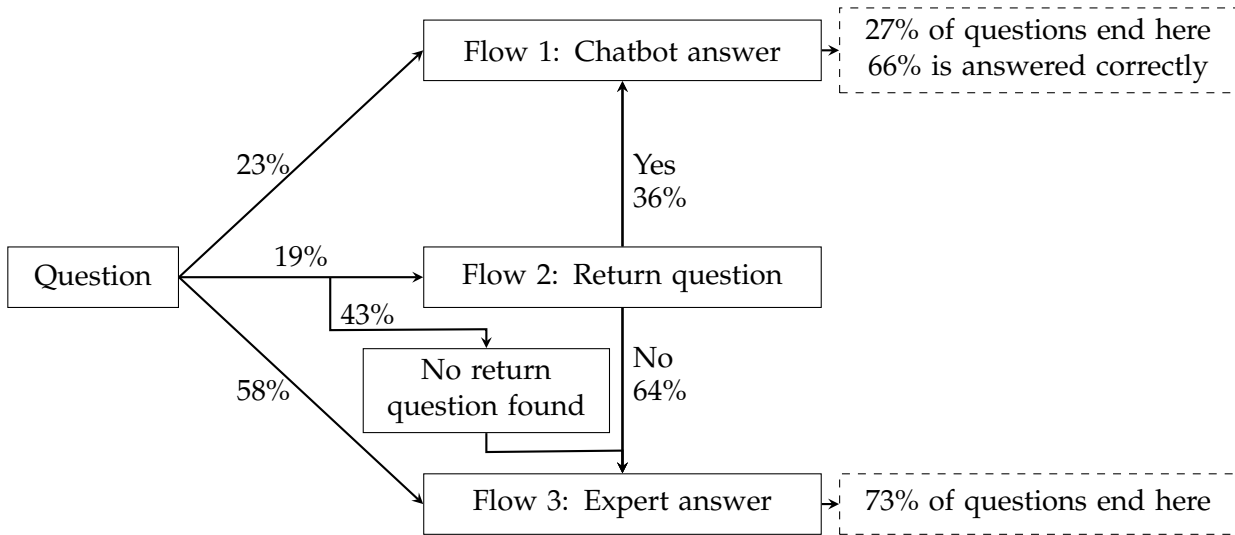 Flow 1: Chatbot answer
27% of questions end here
66% is answered correctly
23%
Yes
36%
Question
19%
Flow 2: Return question
43%
No return
question found
No
64%
58%
Flow 3: Expert answer
73% of questions end here